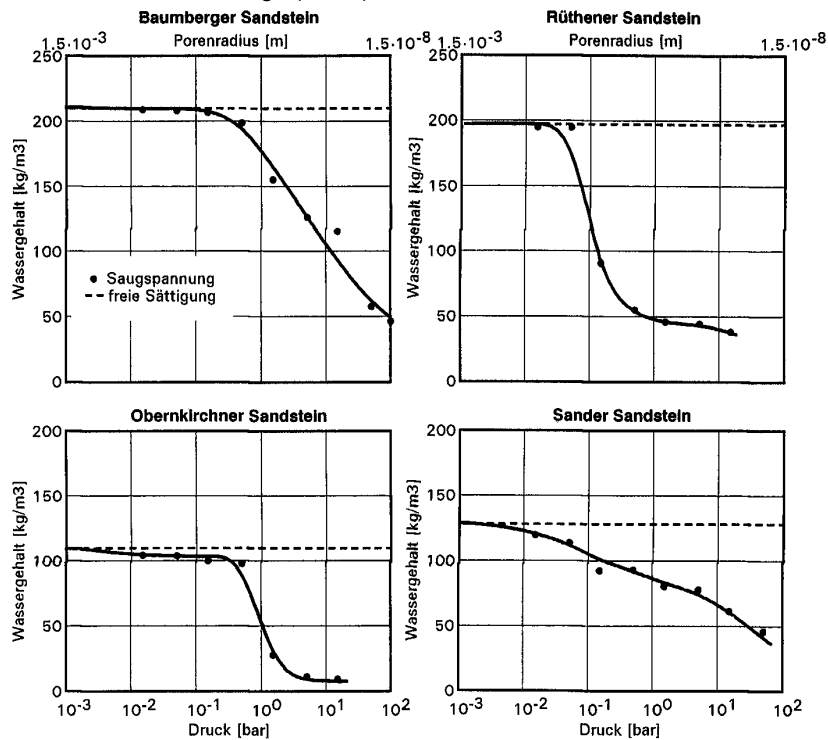 Baumberger Sandstein
Rüthener Sandstein
1.5·10⁻³ Porenradius [m] 1.5·10⁻⁸
1.5·10⁻³ Porenradius [m] 1.5·10⁻⁸
250
200
150
100
50
0
Wassergehalt [kg/m3]
Saugspannung
freie Sättigung
250
200
150
100
50
0
Wassergehalt [kg/m3]
Obernkirchner Sandstein
Sander Sandstein
200
150
100
50
0
Wassergehalt [kg/m3]
10⁻³ 10⁻² 10⁻¹ 10⁰ 10¹ 10²
Druck [bar]
200
150
100
50
0
Wassergehalt [kg/m3]
10⁻³ 10⁻² 10⁻¹ 10⁰ 10¹ 10²
Druck [bar]